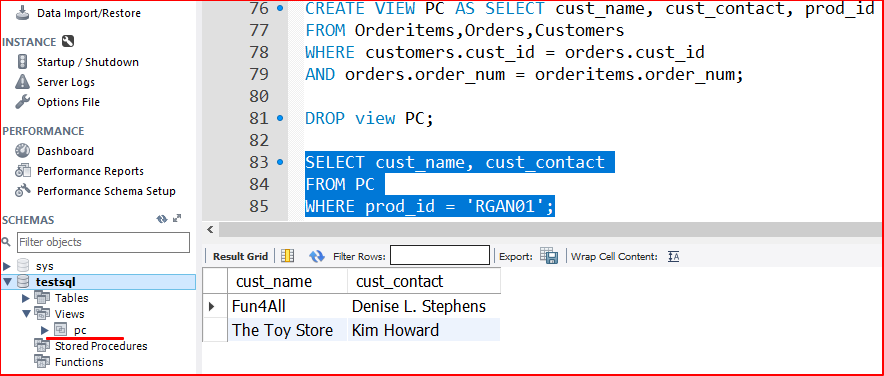 Data Import/Restore
INSTANCE
Startup / Shutdown
Server Logs
Options File
PERFORMANCE
Dashboard
Performance Reports
Performance Schema Setup
SCHEMAS
Filter objects
sys
testsql
Tables
Views
pc
Stored Procedures
Functions
76 CREATE VIEW PC AS SELECT cust_name, cust_contact, prod_id
77 FROM Orderitems,Orders,Customers
78 WHERE customers.cust_id = orders.cust_id
79 AND orders.order_num = orderitems.order_num;
80
81 DROP view PC;
82
83 SELECT cust_name, cust_contact
84 FROM PC
85 WHERE prod_id = 'RGAN01';
Result Grid Filter Rows: Export: Wrap Cell Content: IA
cust_name cust_contact
Fun4All Denise L. Stephens
The Toy Store Kim Howard